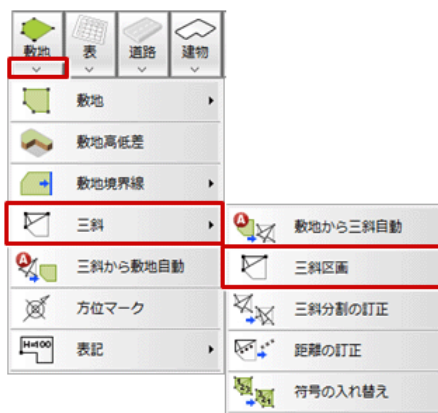 敷地 表 道路 建物
敷地
敷地高低差
敷地境界線
三斜
三斜から敷地自動
方位マーク
H=100 表記
A 敷地から三斜自動
三斜区画
三斜分割の訂正
距離の訂正
符号の入れ替え